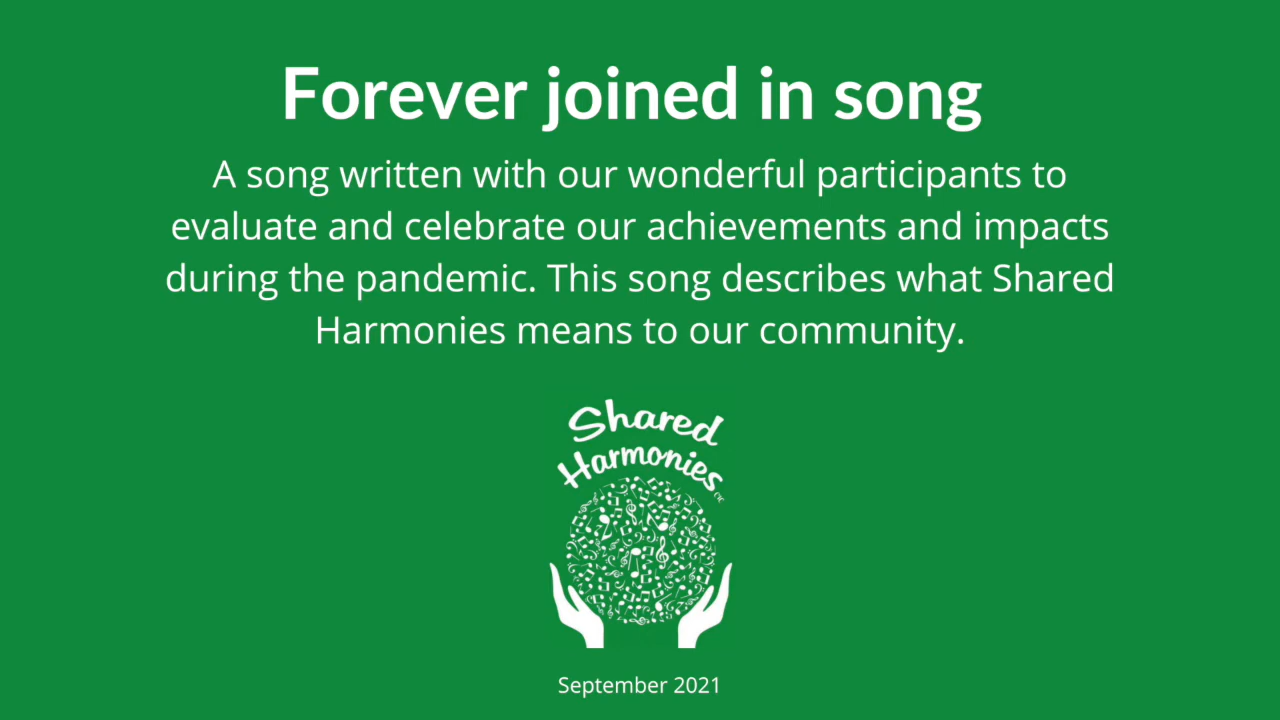 Forever joined in song
A song written with our wonderful participants to
evaluate and celebrate our achievements and impacts
during the pandemic. This song describes what Shared
Harmonies means to our community.
Shared
Harmonies
CIC
September 2021